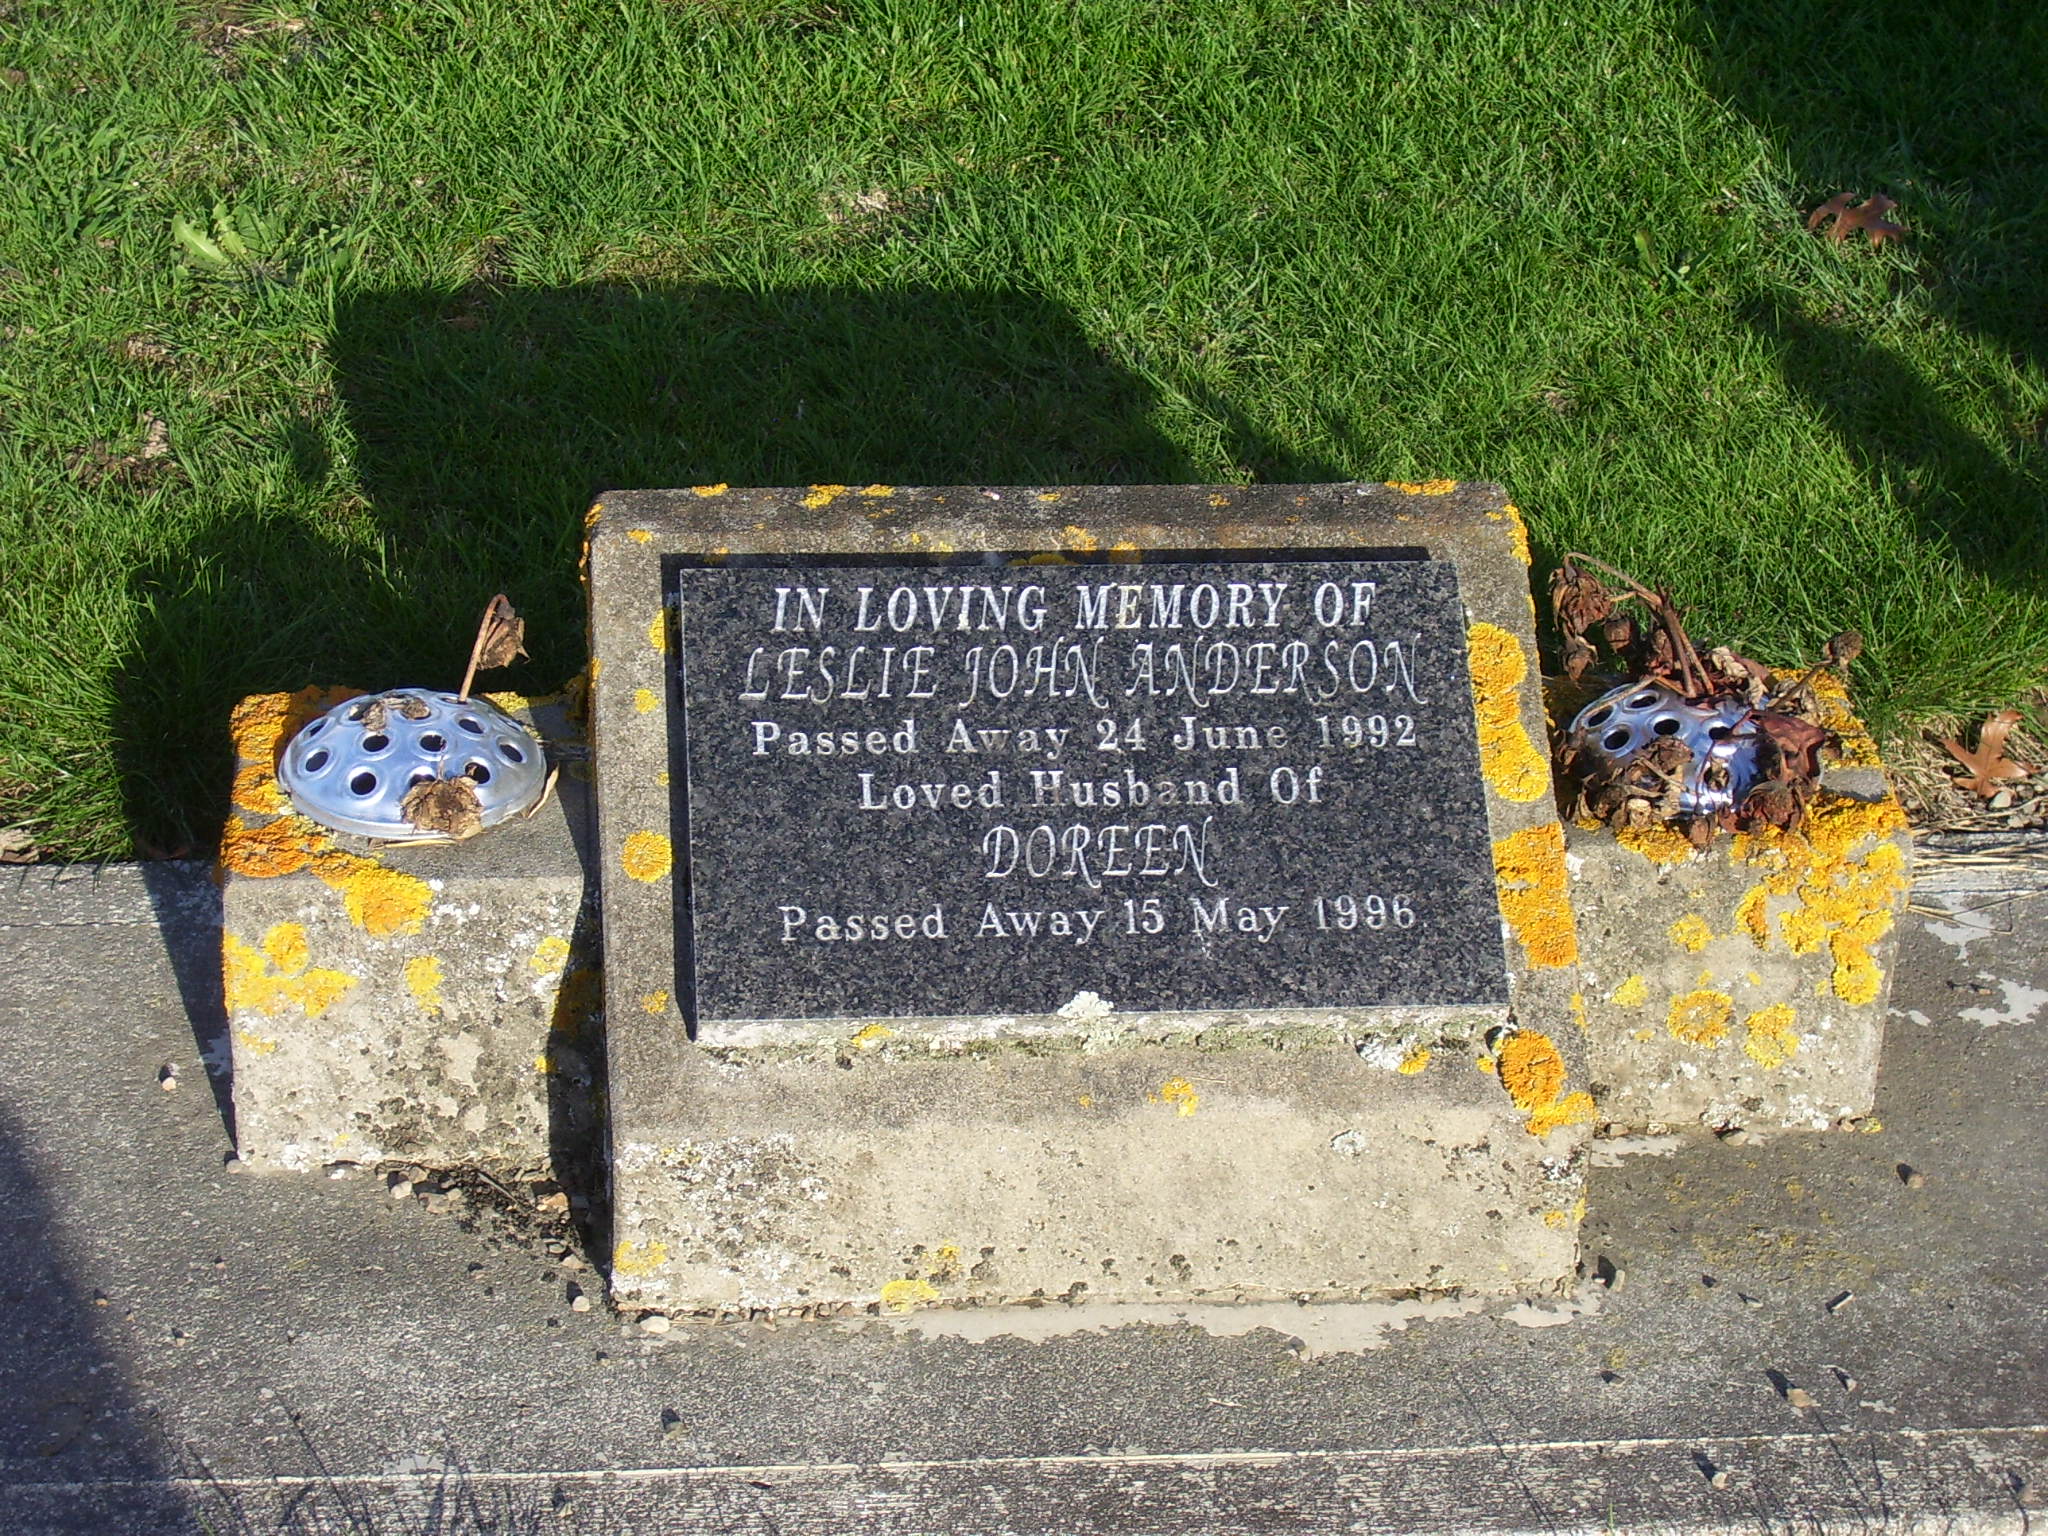 IN LOVING MEMORY OF
LESLIE JOHN ANDERSON
Passed Away 24 June 1992
Loved Husband Of
DOREEN
Passed Away 15 May 1996